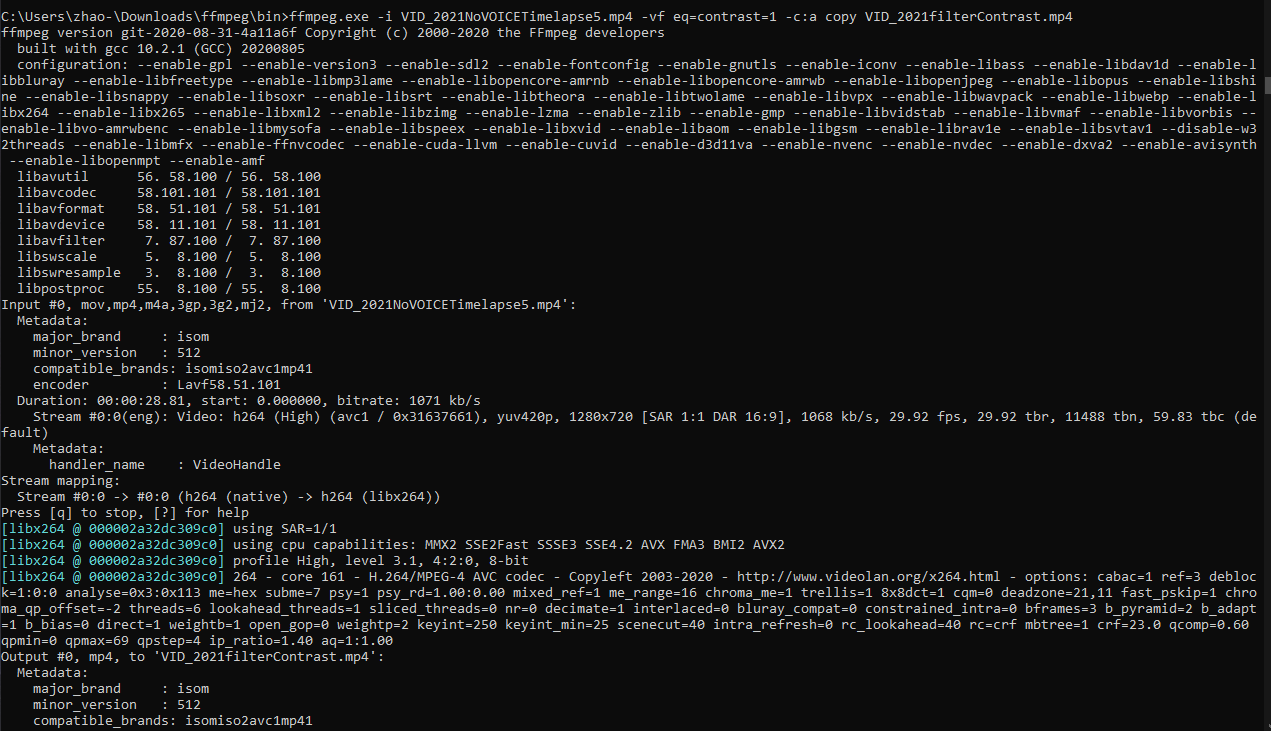 C:\Users\zhao-\Downloads\ffmpeg\bin>ffmpeg.exe -i VID_2021NoVOICETimelapse5.mp4 -vf eq=contrast=1 -c:a copy VID_2021filterContrast.mp4
ffmpeg version git-2020-08-31-4a11a6f Copyright (c) 2000-2020 the FFmpeg developers
  built with gcc 10.2.1 (GCC) 20200805
  configuration: --enable-gpl --enable-version3 --enable-sdl2 --enable-fontconfig --enable-gnutls --enable-iconv --enable-libass --enable-libdav1d --enable-l
ibbluray --enable-libfreetype --enable-libmp3lame --enable-libopencore-amrnb --enable-libopencore-amrwb --enable-libopenjpeg --enable-libopus --enable-libshi
ne --enable-libsnappy --enable-libsoxr --enable-libsrt --enable-libtheora --enable-libtwolame --enable-libvpx --enable-libwavpack --enable-libwebp --enable-l
ibx264 --enable-libx265 --enable-libxml2 --enable-libzimg --enable-lzma --enable-zlib --enable-gmp --enable-libvidstab --enable-libvmaf --enable-libvorbis --
enable-libvo-amrwbenc --enable-libmysofa --enable-libspeex --enable-libxvid --enable-libaom --enable-libgsm --enable-librav1e --enable-libsvtav1 --disable-w3
2threads --enable-libmfx --enable-ffnvcodec --enable-cuda-llvm --enable-cuvid --enable-d3d11va --enable-nvenc --enable-nvdec --enable-dxva2 --enable-avisynth
 --enable-libopenmpt --enable-amf
  libavutil      56. 58.100 / 56. 58.100
  libavcodec     58.101.101 / 58.101.101
  libavformat    58. 51.101 / 58. 51.101
  libavdevice    58. 11.101 / 58. 11.101
  libavfilter     7. 87.100 /  7. 87.100
  libswscale      5.  8.100 /  5.  8.100
  libswresample   3.  8.100 /  3.  8.100
  libpostproc    55.  8.100 / 55.  8.100
Input #0, mov,mp4,m4a,3gp,3g2,mj2, from 'VID_2021NoVOICETimelapse5.mp4':
  Metadata:
    major_brand     : isom
    minor_version   : 512
    compatible_brands: isomiso2avc1mp41
    encoder         : Lavf58.51.101
  Duration: 00:00:28.81, start: 0.000000, bitrate: 1071 kb/s
    Stream #0:0(eng): Video: h264 (High) (avc1 / 0x31637661), yuv420p, 1280x720 [SAR 1:1 DAR 16:9], 1068 kb/s, 29.92 fps, 29.92 tbr, 11488 tbn, 59.83 tbc (de
fault)
    Metadata:
      handler_name    : VideoHandle
Stream mapping:
  Stream #0:0 -> #0:0 (h264 (native) -> h264 (libx264))
Press [q] to stop, [?] for help
[libx264 @ 000002a32dc309c0] using SAR=1/1
[libx264 @ 000002a32dc309c0] using cpu capabilities: MMX2 SSE2Fast SSSE3 SSE4.2 AVX FMA3 BMI2 AVX2
[libx264 @ 000002a32dc309c0] profile High, level 3.1, 4:2:0, 8-bit
[libx264 @ 000002a32dc309c0] 264 - core 161 - H.264/MPEG-4 AVC codec - Copyleft 2003-2020 - http://www.videolan.org/x264.html - options: cabac=1 ref=3 debloc
k=1:0:0 analyse=0x3:0x113 me=hex subme=7 psy=1 psy_rd=1.00:0.00 mixed_ref=1 me_range=16 chroma_me=1 trellis=1 8x8dct=1 cqm=0 deadzone=21,11 fast_pskip=1 chro
ma_qp_offset=-2 threads=6 lookahead_threads=1 sliced_threads=0 nr=0 decimate=1 interlaced=0 bluray_compat=0 constrained_intra=0 bframes=3 b_pyramid=2 b_adapt
=1 b_bias=0 direct=1 weightb=1 open_gop=0 weightp=2 keyint=250 keyint_min=25 scenecut=40 intra_refresh=0 rc_lookahead=40 rc=crf mbtree=1 crf=23.0 qcomp=0.60
qpmin=0 qpmax=69 qpstep=4 ip_ratio=1.40 aq=1:1.00
Output #0, mp4, to 'VID_2021filterContrast.mp4':
  Metadata:
    major_brand     : isom
    minor_version   : 512
    compatible_brands: isomiso2avc1mp41